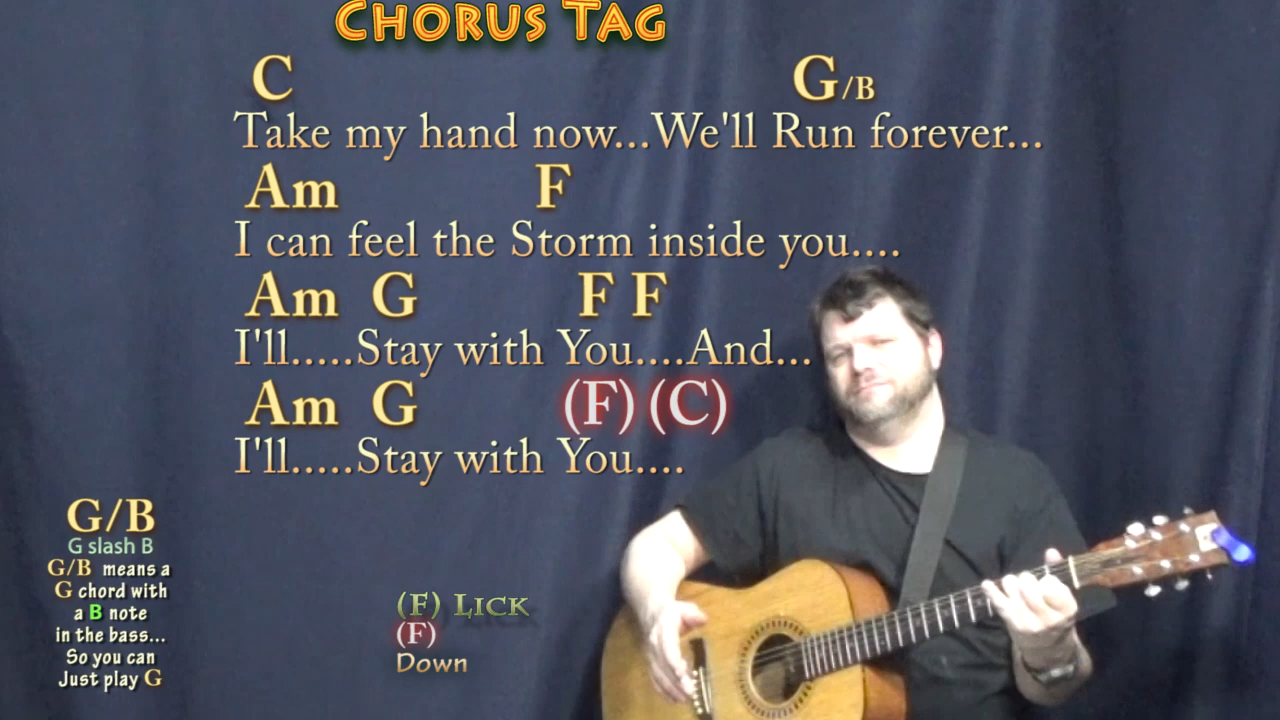 Chorus Tag
C G/B
Take my hand now...We'll Run forever...
Am F
I can feel the Storm inside you....
Am G F F
I'll.....Stay with You....And...
Am G (F) (C)
I'll.....Stay with You....
G/B
G slash B
G/B means a
G chord with
a B note
in the bass...
So you can
Just play G
(F) Lick
(F)
Down